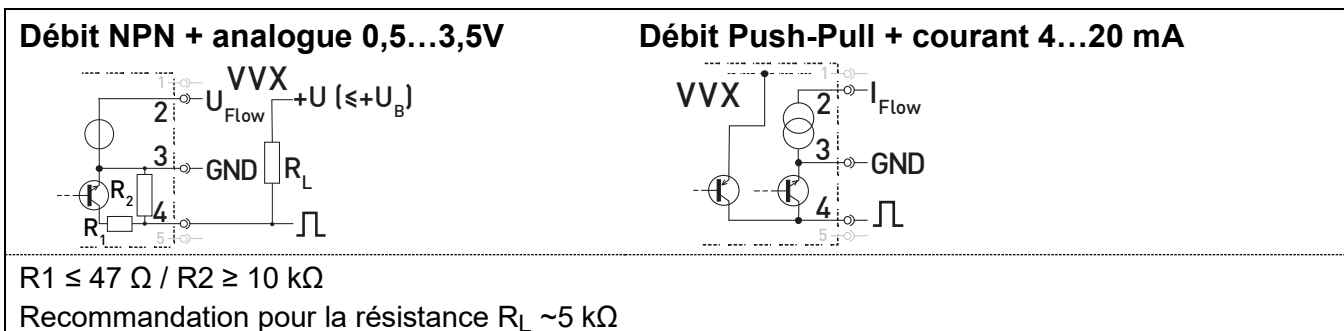 Débit NPN + analogue 0,5…3,5V
1
VVX
2
U Flow
+U (≤+U B)
3
GND
R L
R 2
4
R 1
5
Débit Push-Pull + courant 4…20 mA
1
VVX
2
I Flow
3
GND
4
5
R1 ≤ 47 Ω / R2 ≥ 10 kΩ
Recommandation pour la résistance R L ~5 kΩ